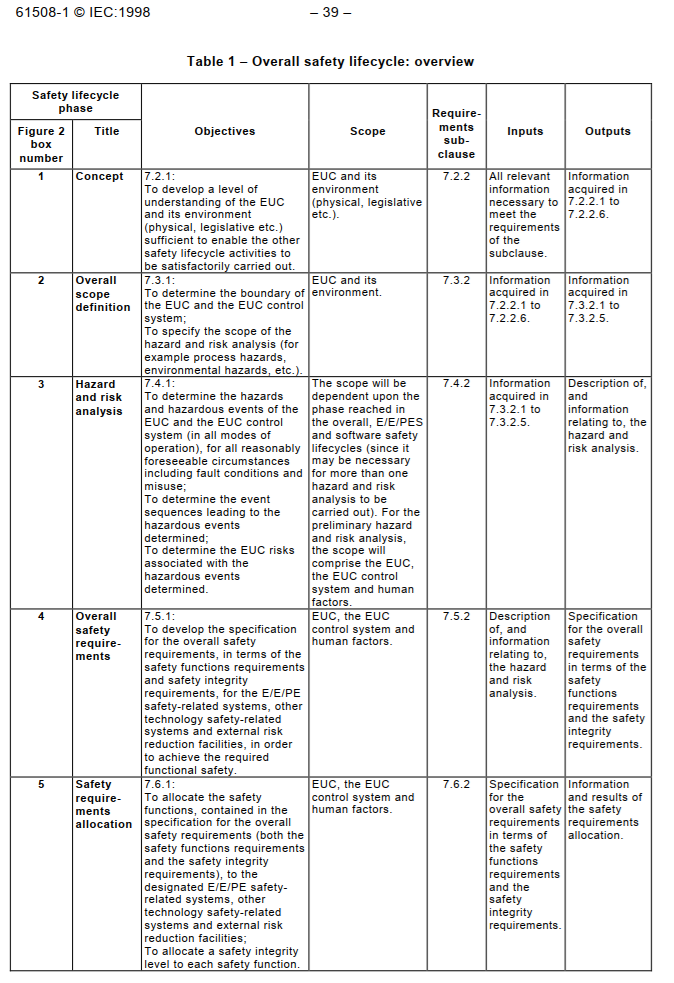 61508-1 © IEC:1998
– 39 –
Table 1 – Overall safety lifecycle: overview
Safety lifecycle
phase
Figure 2
box
number
Title
Objectives
Scope
Require-
ments
sub-
clause
Inputs
Outputs
1
Concept
7.2.1:
To develop a level of
understanding of the EUC
and its environment
(physical, legislative etc.)
sufficient to enable the other
safety lifecycle activities to
be satisfactorily carried out.
EUC and its
environment
(physical, legislative
etc.).
7.2.2
All relevant
information
necessary to
meet the
requirements
of the
subclause.
Information
acquired in
7.2.2.1 to
7.2.2.6.
2
Overall
scope
definition
7.3.1:
To determine the boundary of
the EUC and the EUC control
system;
To specify the scope of the
hazard and risk analysis (for
example process hazards,
environmental hazards, etc.).
EUC and its
environment.
7.3.2
Information
acquired in
7.2.2.1 to
7.2.2.6.
Information
acquired in
7.3.2.1 to
7.3.2.5.
3
Hazard
and risk
analysis
7.4.1:
To determine the hazards
and hazardous events of the
EUC and the EUC control
system (in all modes of
operation), for all reasonably
foreseeable circumstances
including fault conditions and
misuse;
To determine the event
sequences leading to the
hazardous events
determined;
To determine the EUC risks
associated with the
hazardous events
determined.
The scope will be
dependent upon the
phase reached in
the overall, E/E/PES
and software safety
lifecycles (since it
may be necessary
for more than one
hazard and risk
analysis to be
carried out). For the
preliminary hazard
and risk analysis,
the scope will
comprise the EUC,
the EUC control
system and human
factors.
7.4.2
Information
acquired in
7.3.2.1 to
7.3.2.5.
Description of,
and
information
relating to, the
hazard and
risk analysis.
4
Overall
safety
require-
ments
7.5.1:
To develop the specification
for the overall safety
requirements, in terms of the
safety functions requirements
and safety integrity
requirements, for the E/E/PE
safety-related systems, other
technology safety-related
systems and external risk
reduction facilities, in order
to achieve the required
functional safety.
EUC, the EUC
control system and
human factors.
7.5.2
Description
of, and
information
relating to,
the hazard
and risk
analysis.
Specification
for the overall
safety
requirements
in terms of the
safety
functions
requirements
and the safety
integrity
requirements.
5
Safety
require-
ments
allocation
7.6.1:
To allocate the safety
functions, contained in the
specification for the overall
safety requirements (both the
safety functions requirements
and the safety integrity
requirements), to the
designated E/E/PE safety-
related systems, other
technology safety-related
systems and external risk
reduction facilities;
To allocate a safety integrity
level to each safety function.
EUC, the EUC
control system and
human factors.
7.6.2
Specification
for the
overall safety
requirements
in terms of
the safety
functions
requirements
and the
safety
integrity
requirements.
Information
and results of
the safety
requirements
allocation.